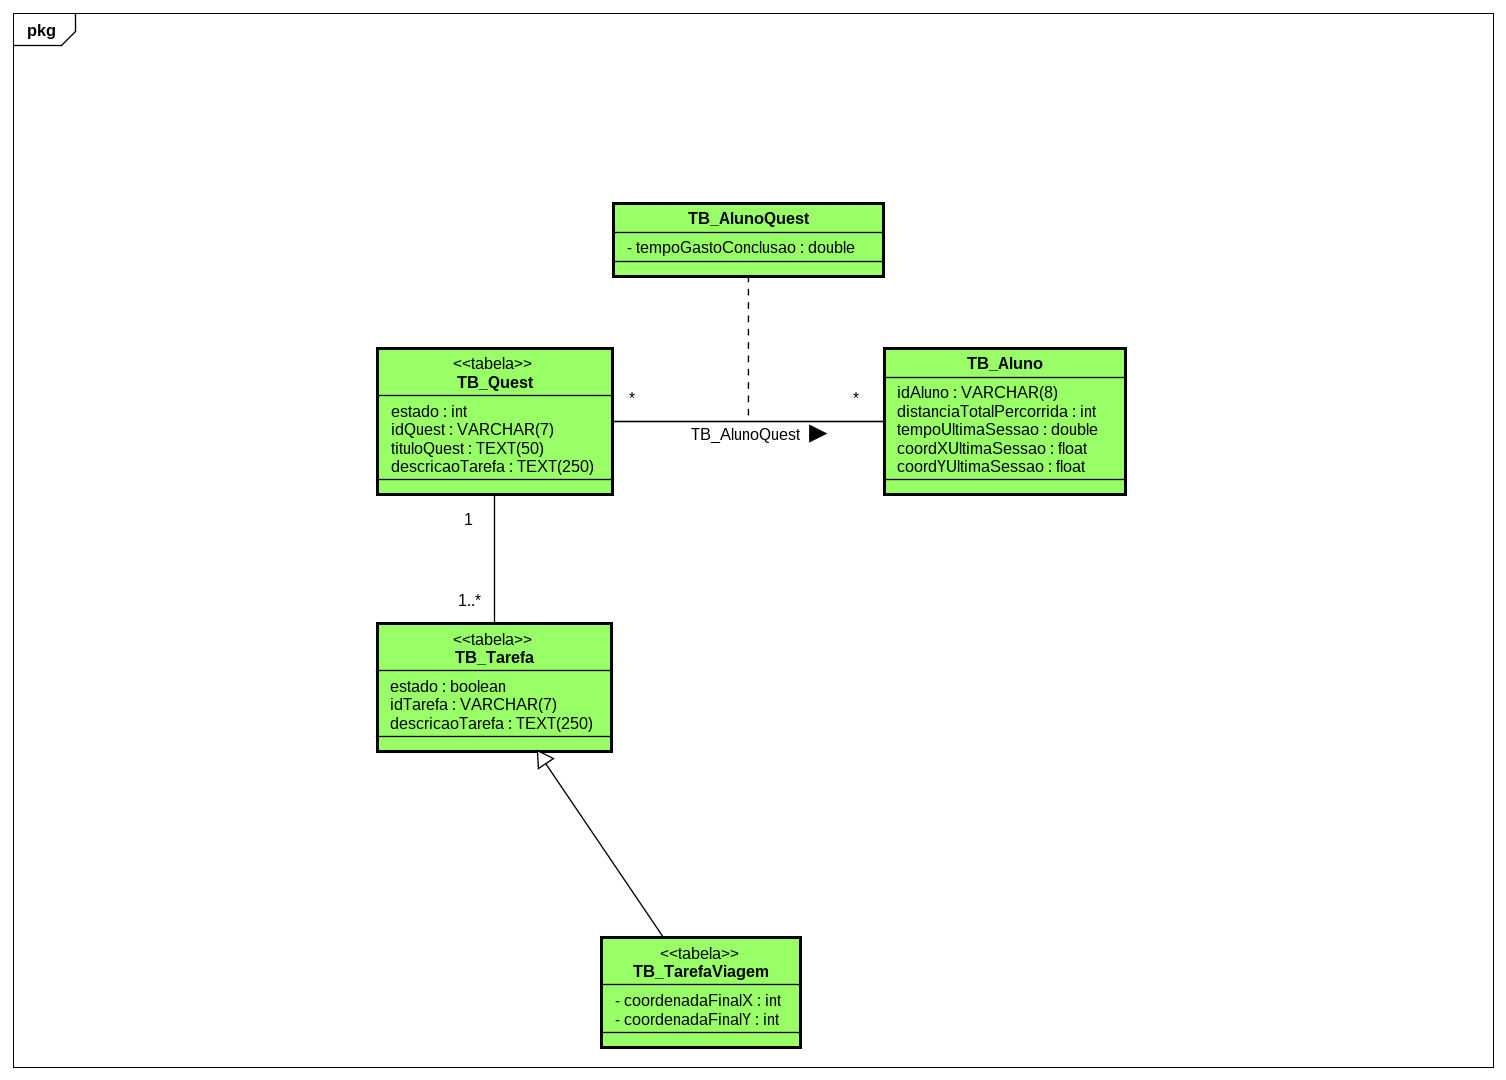 pkg
TB_AlunoQuest
- tempoGastoConclusao : double
<<tabela>>
TB_Quest
estado : int
idQuest : VARCHAR(7)
tituloQuest : TEXT(50)
descricaoTarefa : TEXT(250)
*
*
TB_AlunoQuest
TB_Aluno
idAluno : VARCHAR(8)
distanciaTotalPercorrida : int
tempoUltimaSessao : double
coordXUltimaSessao : float
coordYUltimaSessao : float
1
1..*
<<tabela>>
TB_Tarefa
estado : boolean
idTarefa : VARCHAR(7)
descricaoTarefa : TEXT(250)
<<tabela>>
TB_TarefaViagem
- coordenadaFinalX : int
- coordenadaFinalY : int